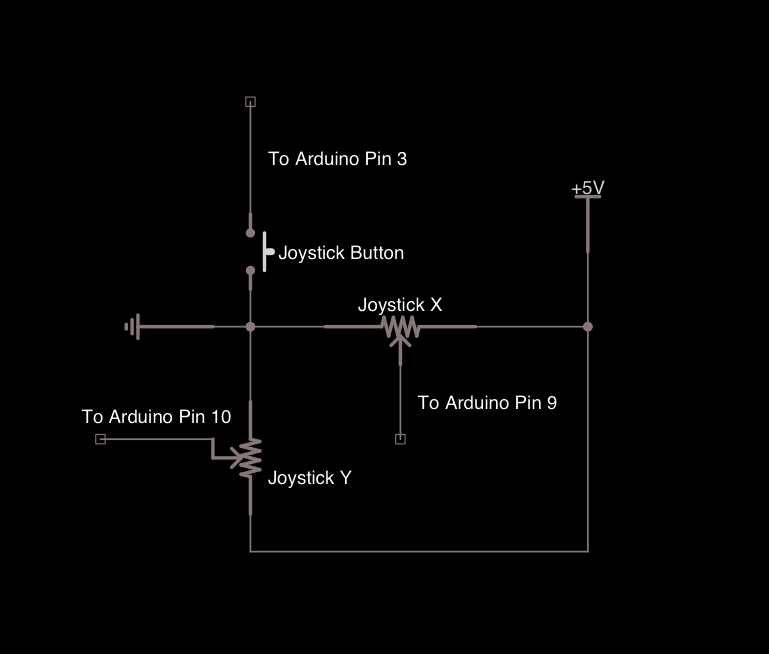 To Arduino Pin 3
+5V
Joystick Button
Joystick X
To Arduino Pin 9
To Arduino Pin 10
Joystick Y